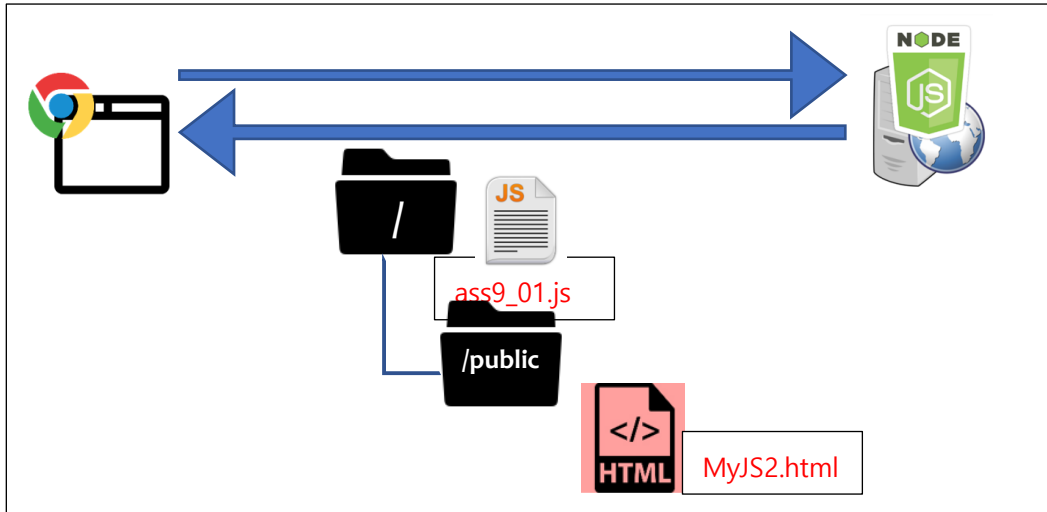 NODE
JS
/
JS
ass9_01.js
/public
</>
HTML
MyJS2.html